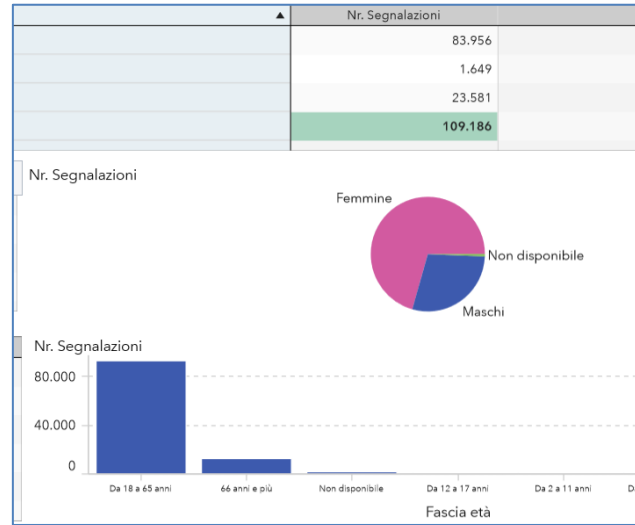 Nr. Segnalazioni
83.956
1.649
23.581
109.186
Nr. Segnalazioni
Femmine
Non disponibile
Maschi
Nr. Segnalazioni
80.000
40.000
0
Da 18 a 65 anni 66 anni e più Non disponibile Da 12 a 17 anni Da 2 a 11 anni D
Fascia età